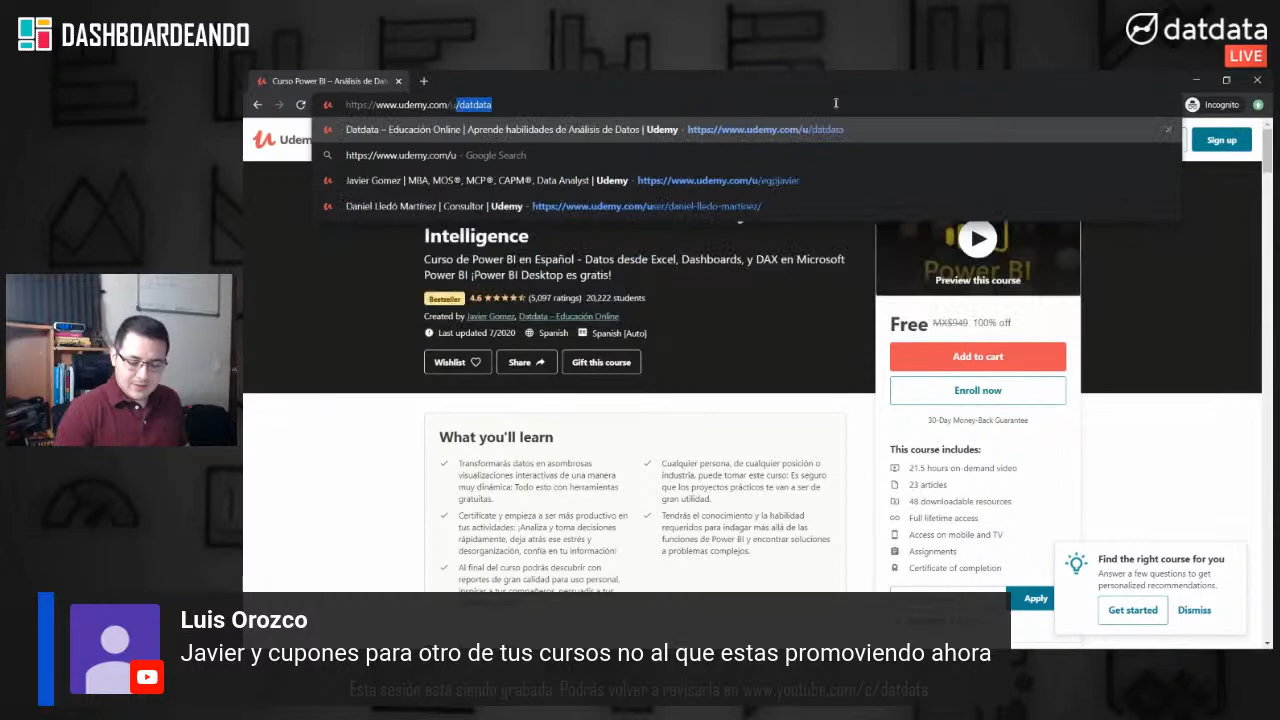 DASHBOARDEANDO
datdata
LIVE
Curso Power BI – Análisis de Dat
https://www.udemy.com/u/datdata
Incognito
Datdata – Educación Online | Aprende habilidades de Análisis de Datos | Udemy - https://www.udemy.com/u/datdata
https://www.udemy.com/u - Google Search
Javier Gomez | MBA, MOS®, MCP®, CAPM®, Data Analyst | Udemy - https://www.udemy.com/u/egpjavier
Daniel Lledó Martínez | Consultor | Udemy - https://www.udemy.com/user/daniel-lledo-martinez/
Udem
Sign up
Intelligence
Curso de Power BI en Español - Datos desde Excel, Dashboards, y DAX en Microsoft
Power BI ¡Power BI Desktop es gratis!
Bestseller 4.6 (5,097 ratings) 20,222 students
Created by Javier Gomez, Datdata – Educación Online
Last updated 7/2020 Spanish Spanish [Auto]
Wishlist Share Gift this course
Power BI
Preview this course
Free MX$949 100% off
Add to cart
Enroll now
30-Day Money-Back Guarantee
This course includes:
21.5 hours on-demand video
23 articles
48 downloadable resources
Full lifetime access
Access on mobile and TV
Assignments
Certificate of completion
Apply
What you'll learn
Transformarás datos en asombrosas
visualizaciones interactivas de una manera
muy dinámica: Todo esto con herramientas
gratuitas.
Certifícate y empieza a ser más productivo en
tus actividades: ¡Analiza y toma decisiones
rápidamente, deja atrás ese estrés y
desorganización, confía en tu información!
Al final del curso podrás descubrir con
reportes de gran calidad para uso personal,
Cualquier persona, de cualquier posición o
industria, puede tomar este curso: Es seguro
que los proyectos prácticos te van a ser de
gran utilidad.
Tendrás el conocimiento y la habilidad
requeridos para indagar más allá de las
funciones de Power BI y encontrar soluciones
a problemas complejos.
Find the right course for you
Answer a few questions to get
personalized recommendations.
Get started Dismiss
Luis Orozco
Javier y cupones para otro de tus cursos no al que estas promoviendo ahora
Esta sesión está siendo grabada. Podrás volver a revisarla en www.youtube.com/c/datdata